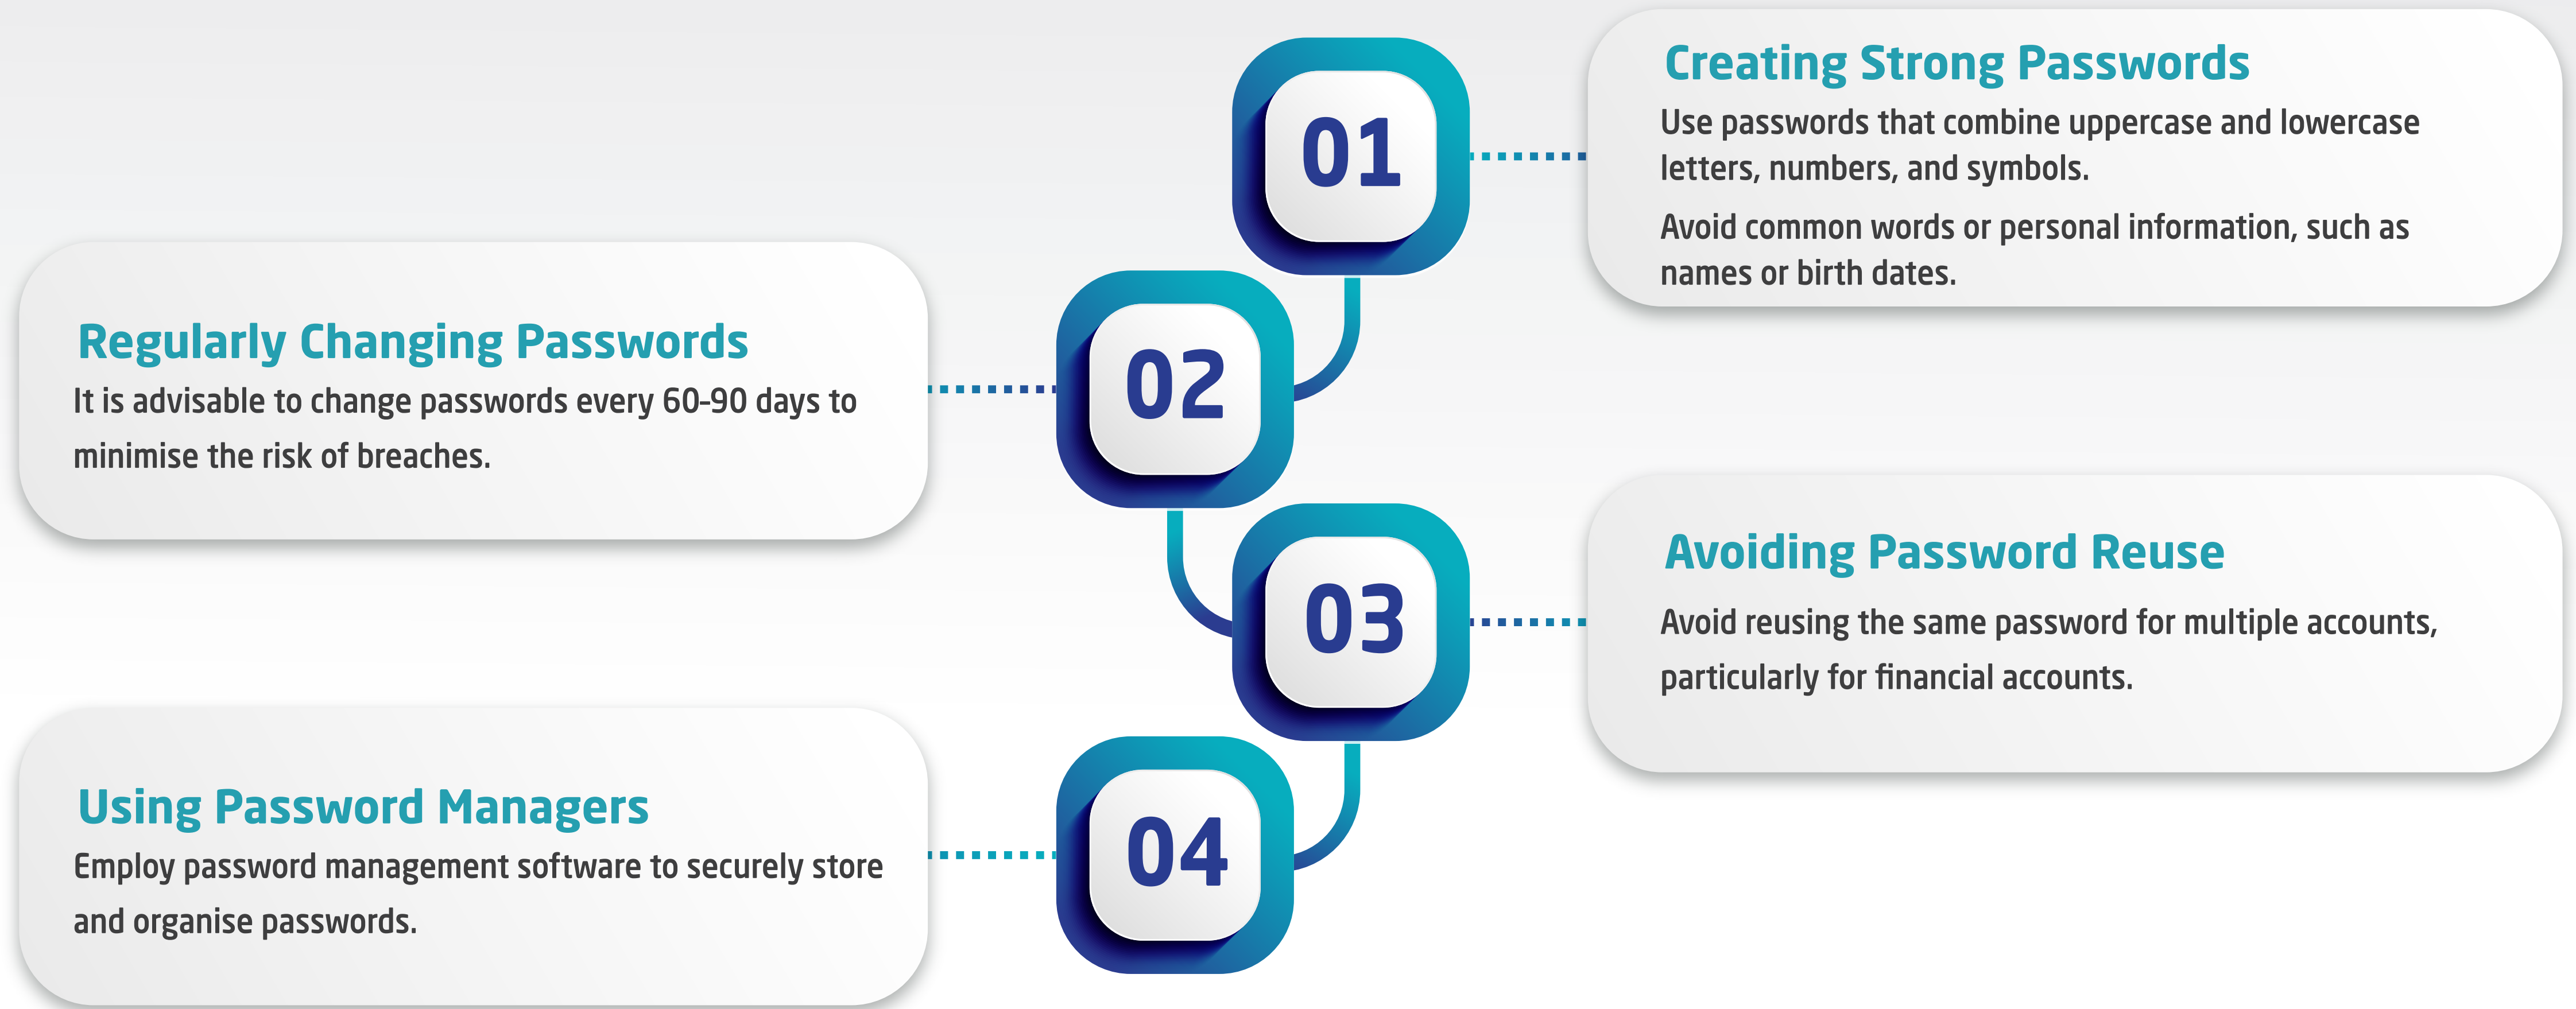 01
Creating Strong Passwords
Use passwords that combine uppercase and lowercase
letters, numbers, and symbols.
Avoid common words or personal information, such as
names or birth dates.
02
Regularly Changing Passwords
It is advisable to change passwords every 60-90 days to
minimise the risk of breaches.
03
Avoiding Password Reuse
Avoid reusing the same password for multiple accounts,
particularly for financial accounts.
04
Using Password Managers
Employ password management software to securely store
and organise passwords.